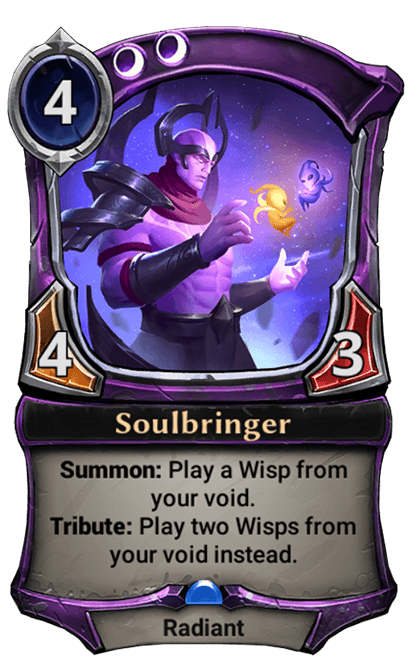 4
4
3
Soulbringer
Summon: Play a Wisp from
your void.
Tribute: Play two Wisps from
your void instead.
Radiant